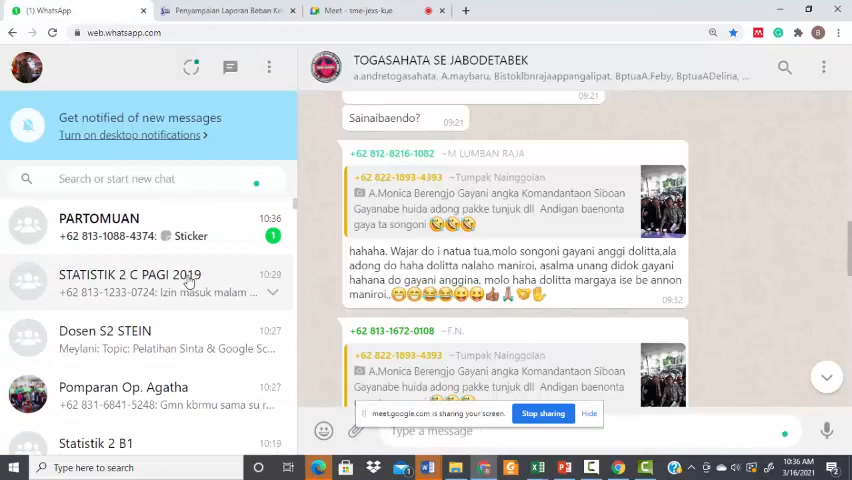 (1) WhatsApp
Penyampaian Laporan Beban Ke
Meet - sme-jexs-kue
web.whatsapp.com
B
Get notified of new messages
Turn on desktop notifications >
Search or start new chat
PARTOMUAN 10:36
+62 813-1088-4374: Sticker 1
STATISTIK 2 C PAGI 2019 10:29
+62 813-1233-0724: Izin masuk malam ...
Dosen S2 STEIN 10:27
Meylani: Topic: Pelatihan Sinta & Google Sc...
Pomparan Op. Agatha 10:27
+62 831-6841-5248: Gmn kbrmu sama su r...
Statistik 2 B1 10:19
TOGASAHATA SE JABODETABEK
a.andretogasahata, A.maybaru, Bistoklbnrajaappangalipat, BptuaA.Feby, BptuaADelina, ...
09:21
Sainaibaendo?
09:21
+62 812-8216-1082 ~M LUMBAN RAJA
+62 822-1893-4393 ~Tumpak Nainggolan
A.Monica Berengjo Gayani angka Komandantaon Siboan
Gayanabe huida adong pakke tunjuk dll Andigan baenonta
gaya ta songoni 🤣🤣🤣
hahaha. Wajar do i natua tua,molo songoni gayani anggi dolitta,ala
adong do haha dolitta nalaho maniroi, asalma unang didok gayani
hahana do gayani anggina, molo haha dolitta margaya ise be annon
maniroi,,😁😁😂😂😝😝👍🏾🙏🏻🤝✋
09:32
+62 813-1672-0108 ~F.N.
+62 822-1893-4393 ~Tumpak Nainggolan
A.Monica Berengjo Gayani angka Komandantaon Siboan
Gayanabe huida adong pakke tunjuk dll Andigan baenonta
meet.google.com is sharing your screen. Stop sharing Hide
Type a message
Type here to search
10:36 AM
3/16/2021
2